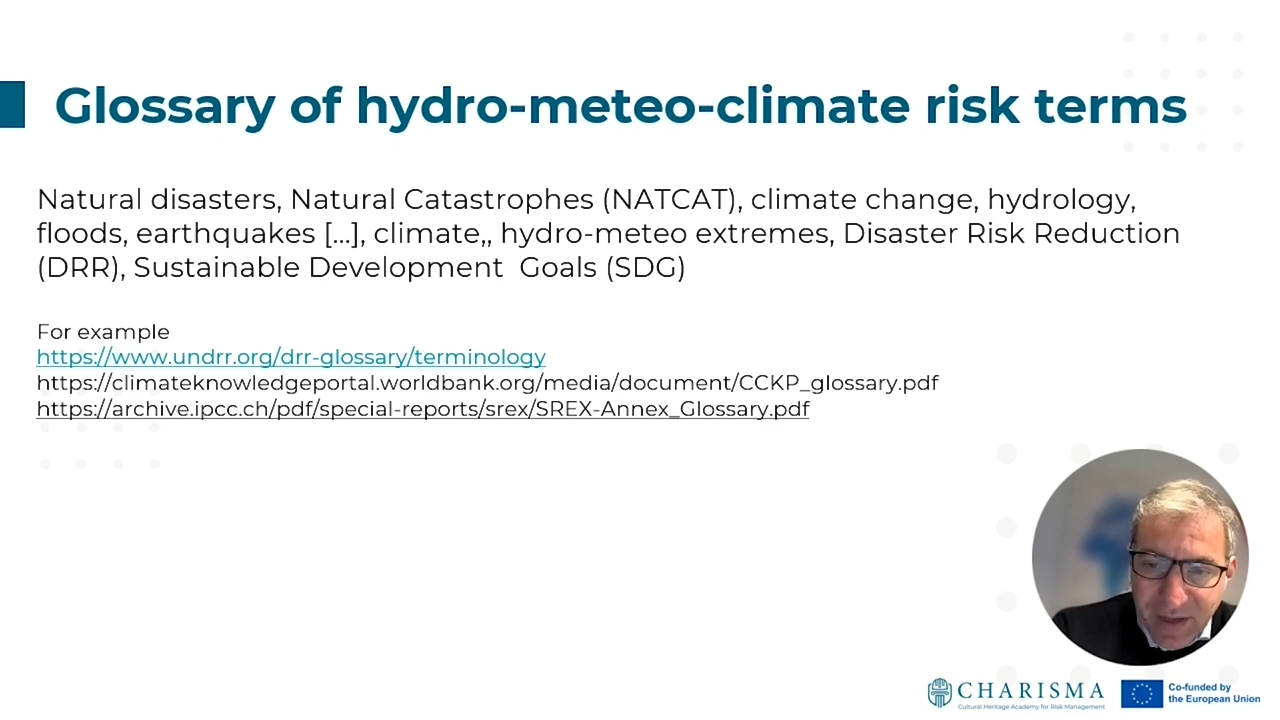 Glossary of hydro-meteo-climate risk terms
Natural disasters, Natural Catastrophes (NATCAT), climate change, hydrology,
floods, earthquakes [...], climate,, hydro-meteo extremes, Disaster Risk Reduction
(DRR), Sustainable Development  Goals (SDG)
For example
https://www.undrr.org/drr-glossary/terminology
https://climateknowledgeportal.worldbank.org/media/document/CCKP_glossary.pdf
https://archive.ipcc.ch/pdf/special-reports/srex/SREX-Annex_Glossary.pdf
CHARISMA
Cultural Heritage Academy for Risk Management
Co-funded by
the European Union